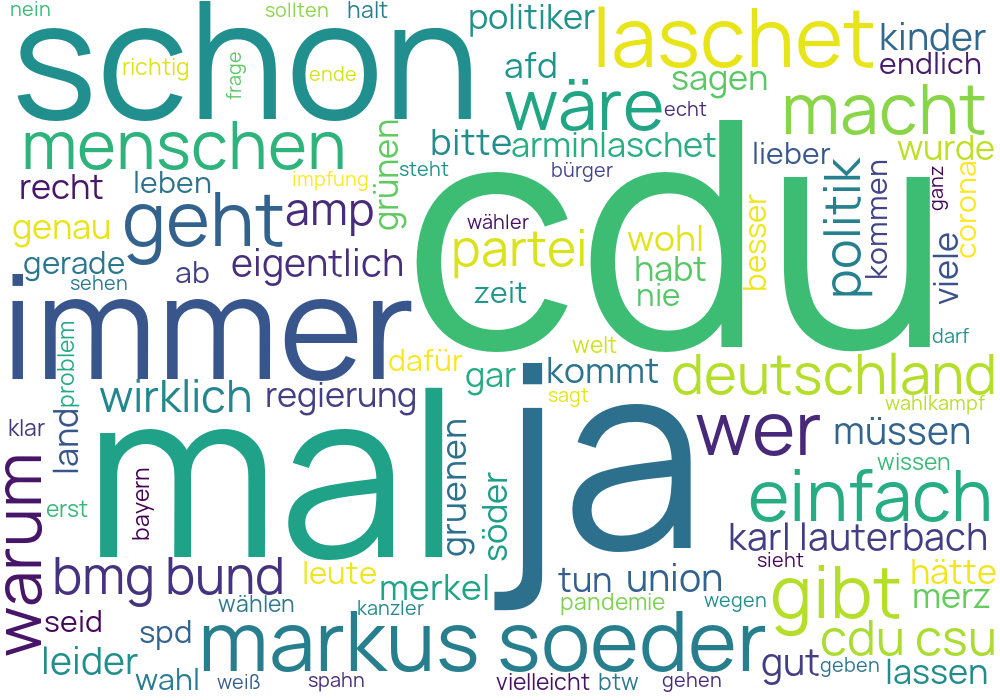 nein
sollten
halt
politiker
laschet
kinder
schon
richtig
frage
ende
afd
sagen
endlich
wäre
echt
macht
menschen
grünen
bitte
arminlaschet
lieber
wurde
steht
bürger
recht
leben
impfung
cdu
politik
kommen
ganz
corona
genau
geht
amp
wähler
partei
wohl
besser
viele
gerade
sehen
ab
eigentlich
zeit
habt
nie
immer
problem
dafür
gar
welt
kommt
sagt
darf
deutschland
wirklich
regierung
wahlkampf
klar
land
mal
ja
wer
müssen
wissen
warum
erst
bayern
gruenen
söder
einfach
karl lauterbach
sieht
bmg bund
leute
merkel
tun
union
gibt
hätte
merz
seid
wählen
kanzler
pandemie
wegen
spd
markus soeder
cdu csu
leider
wahl
weiß
spahn
vielleicht
btw
gehen
gut
geben
lassen